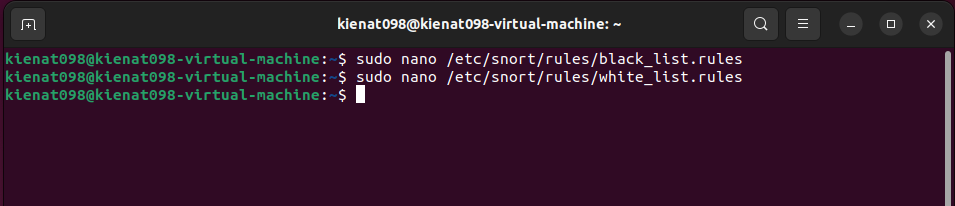 kienat098@kienat098-virtual-machine: ~
kienat098@kienat098-virtual-machine:~$ sudo nano /etc/snort/rules/black_list.rules
kienat098@kienat098-virtual-machine:~$ sudo nano /etc/snort/rules/white_list.rules
kienat098@kienat098-virtual-machine:~$